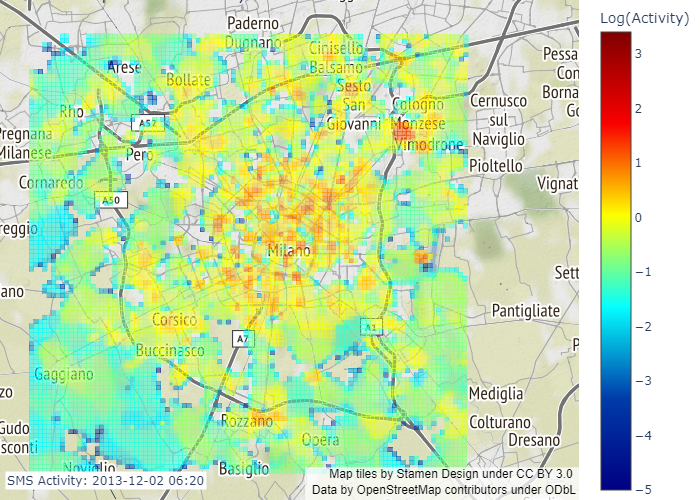 Log(Activity)
3
2
1
0
−1
−2
−3
−4
−5
Paderno
Dugnano
Cinisello
Balsamo
Sesto
San
Giovanni
Arese
Bollate
Rho
A52
Pero
Pregnana
Milanese
Cornaredo
A50
Cologno
Monzese
Vimodrone
Cernusco
sul
Naviglio
Pioltello
Pessa
Con
Borna
Go
Vignat
reggio
Milano
ano
Sett
Pantigliate
Corsico
Buccinasco
A7
A1
Gaggiano
P
zo
Gudo
sconti
Rozzano
Opera
Mediglia
Colturano
Dresano
Noviglio
Basiglio
SMS Activity: 2013-12-02 06:20
Map tiles by Stamen Design under CC BY 3.0
Data by OpenStreetMap contributors under ODbL